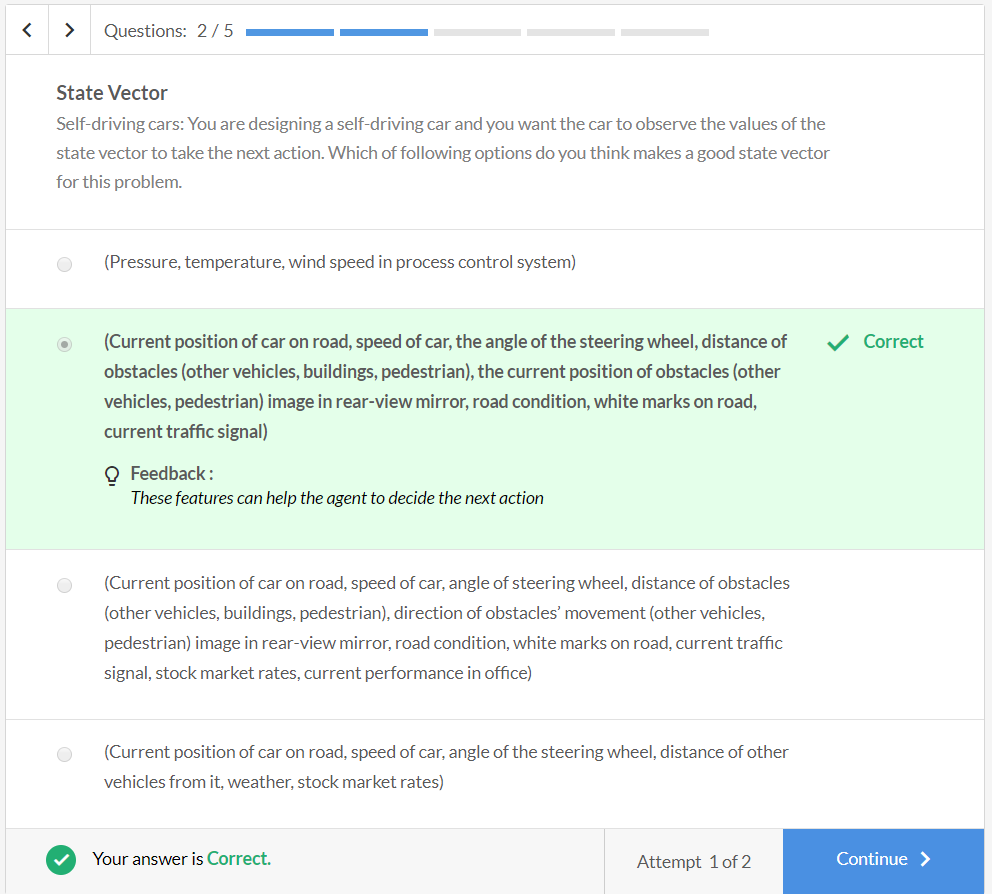 Questions: 2 / 5
State Vector
Self-driving cars: You are designing a self-driving car and you want the car to observe the values of the
state vector to take the next action. Which of following options do you think makes a good state vector
for this problem.
(Pressure, temperature, wind speed in process control system)
(Current position of car on road, speed of car, the angle of the steering wheel, distance of
obstacles (other vehicles, buildings, pedestrian), the current position of obstacles (other
vehicles, pedestrian) image in rear-view mirror, road condition, white marks on road,
current traffic signal)
Correct
Feedback :
These features can help the agent to decide the next action
(Current position of car on road, speed of car, angle of steering wheel, distance of obstacles
(other vehicles, buildings, pedestrian), direction of obstacles’ movement (other vehicles,
pedestrian) image in rear-view mirror, road condition, white marks on road, current traffic
signal, stock market rates, current performance in office)
(Current position of car on road, speed of car, angle of the steering wheel, distance of other
vehicles from it, weather, stock market rates)
Your answer is Correct.
Attempt 1 of 2
Continue